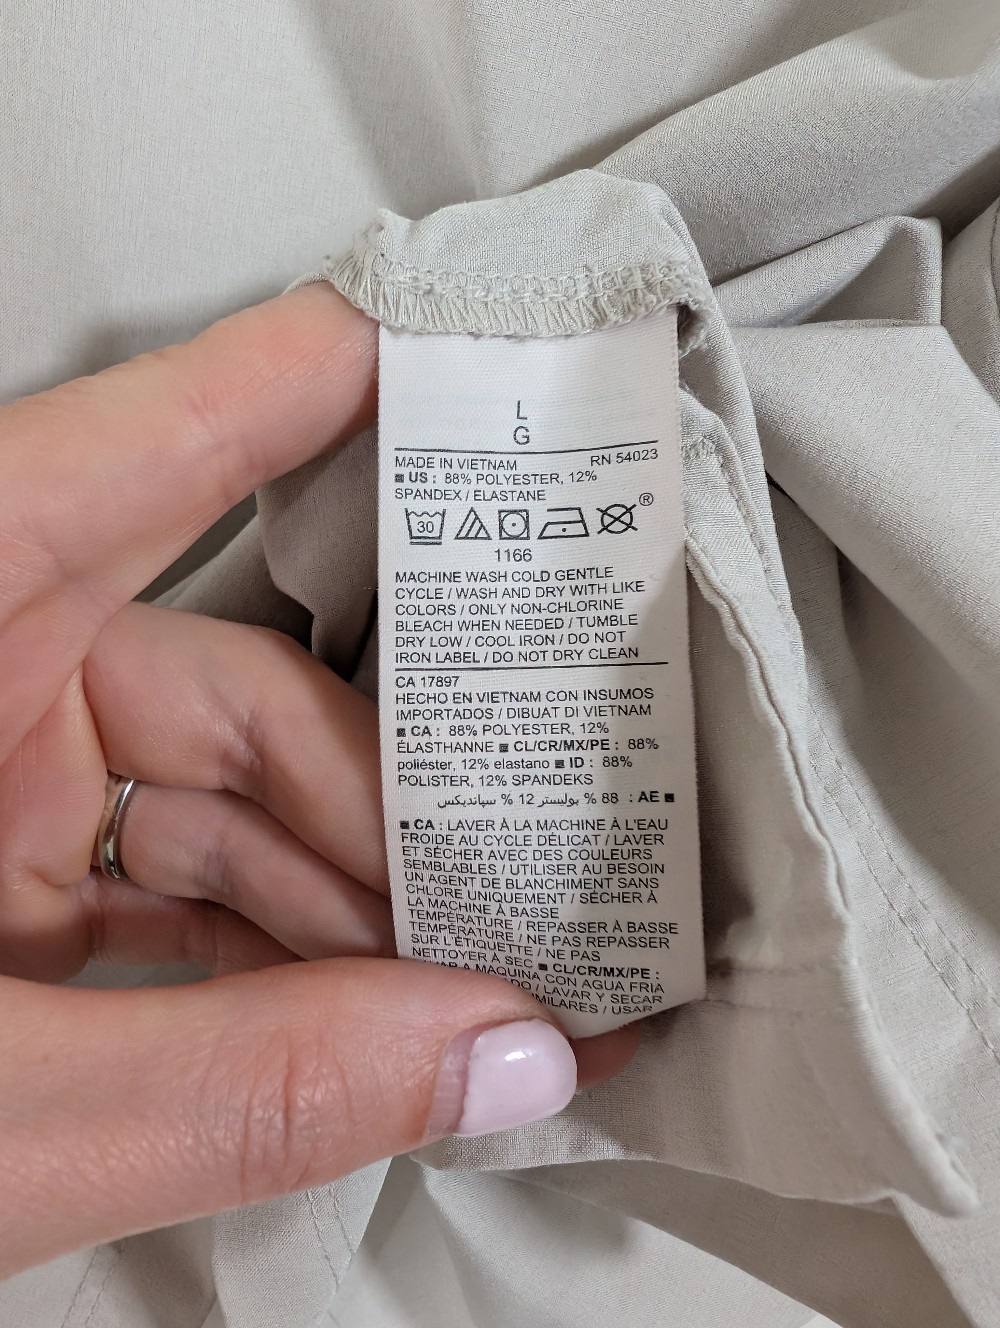 L
G
MADE IN VIETNAM RN 54023
US : 88% POLYESTER, 12%
SPANDEX / ELASTANE
30 ®
1166
MACHINE WASH COLD GENTLE
CYCLE / WASH AND DRY WITH LIKE
COLORS / ONLY NON-CHLORINE
BLEACH WHEN NEEDED / TUMBLE
DRY LOW / COOL IRON / DO NOT
IRON LABEL / DO NOT DRY CLEAN
CA 17897
HECHO EN VIETNAM CON INSUMOS
IMPORTADOS / DIBUAT DI VIETNAM
■ CA : 88% POLYESTER, 12%
ÉLASTHANNE ■ CL/CR/MX/PE : 88%
poliéster, 12% elastano ■ ID : 88%
POLISTER, 12% SPANDEKS
■ AE : 88 % بوليستر 12 % سپاندیکس
■ CA : LAVER À LA MACHINE À L'EAU
FROIDE AU CYCLE DÉLICAT / LAVER
ET SÉCHER AVEC DES COULEURS
SEMBLABLES / UTILISER AU BESOIN
UN AGENT DE BLANCHIMENT SANS
CHLORE UNIQUEMENT / SÉCHER À
LA MACHINE À BASSE
TEMPÉRATURE / REPASSER À BASSE
TEMPÉRATURE / NE PAS REPASSER
SUR L'ÉTIQUETTE / NE PAS
NETTOYER À SEC ■ CL/CR/MX/PE :
A MAQUINA CON AGUA FRIA
/ LAVAR Y SECAR
/ USAR